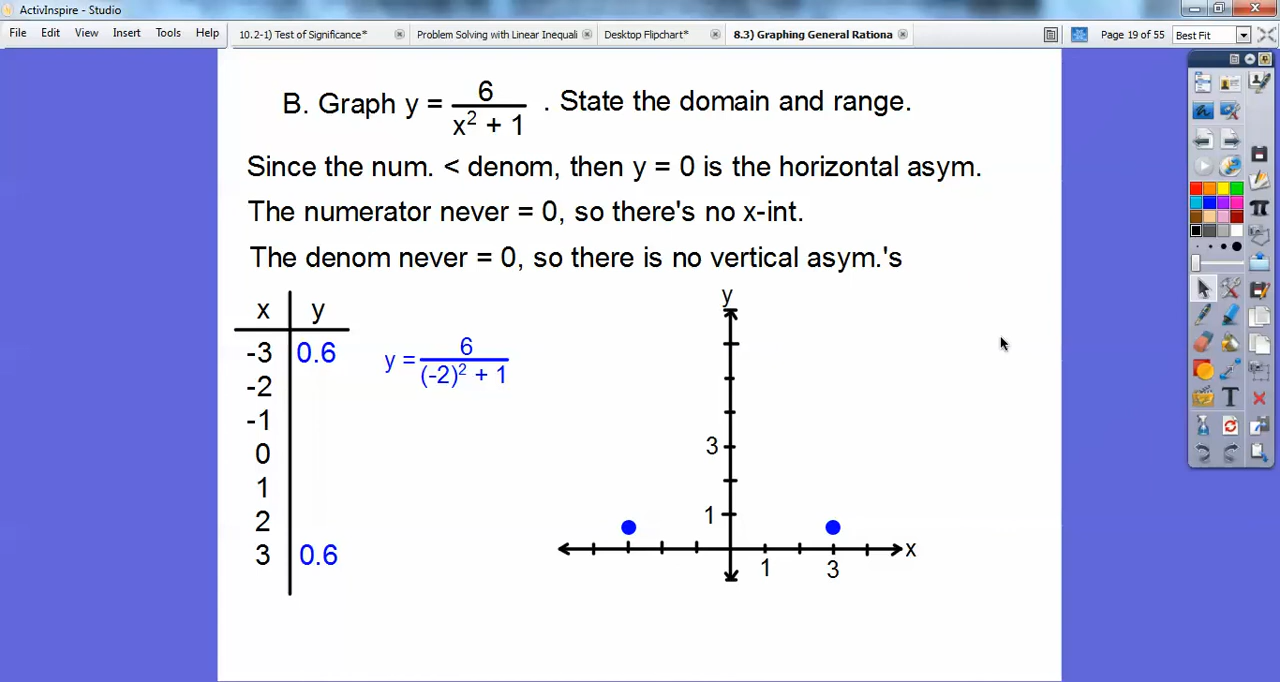 ActivInspire - Studio
File Edit View Insert Tools Help
10.2-1) Test of Significance* Problem Solving with Linear Inequali Desktop Flipchart* 8.3) Graphing General Rationa Page 19 of 55 Best Fit
B. Graph y = 6 / x² + 1 . State the domain and range.
Since the num. < denom, then y = 0 is the horizontal asym.
The numerator never = 0, so there's no x-int.
The denom never = 0, so there is no vertical asym.'s
x y
-3 0.6
-2
-1
0
1
2
3 0.6
y = 6 / (-2)² + 1
y
3
1
x
1 3
π
T